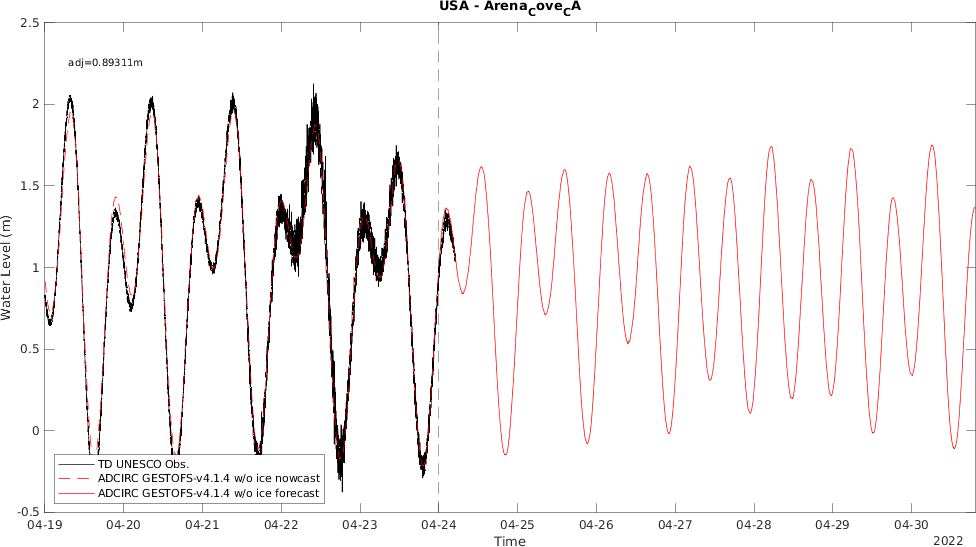 USA - ArenaCoveCA
adj=0.89311m
Water Level (m)
2.5
2
1.5
1
0.5
0
-0.5
TD UNESCO Obs.
ADCIRC GESTOFS-v4.1.4 w/o ice nowcast
ADCIRC GESTOFS-v4.1.4 w/o ice forecast
04-19 04-20 04-21 04-22 04-23 04-24 04-25 04-26 04-27 04-28 04-29 04-30
Time
2022